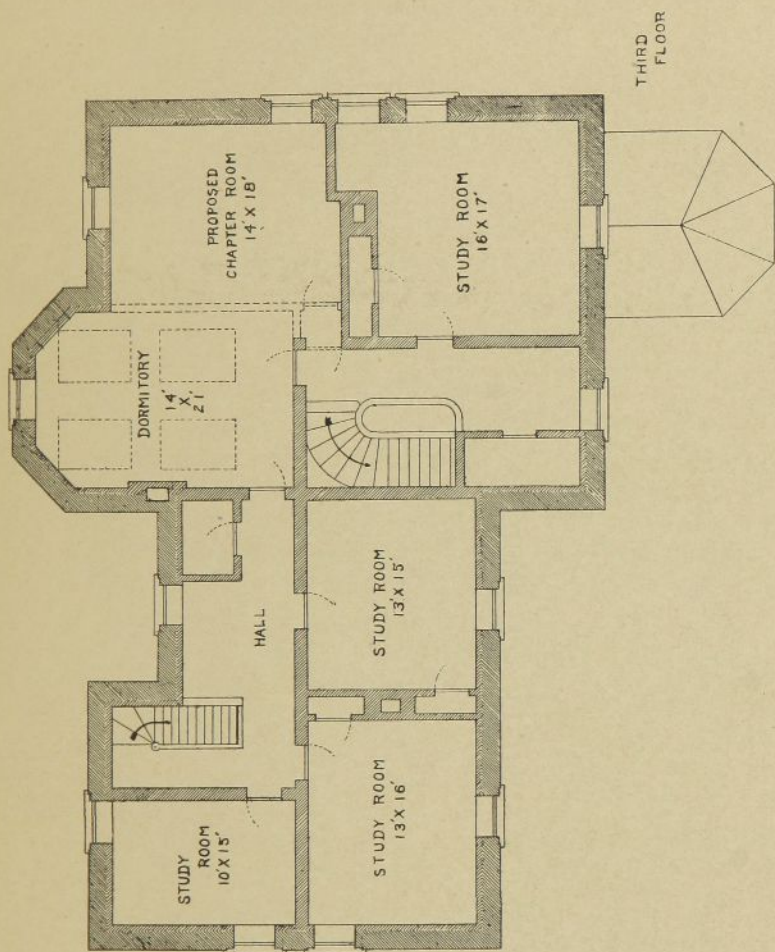 THIRD
FLOOR
PROPOSED
CHAPTER ROOM
14' X 18'
STUDY ROOM
16' X 17'
DORMITORY
14'
X
21'
HALL
STUDY ROOM
13' X 15'
STUDY
ROOM
10' X 15'
STUDY ROOM
13' X 16'